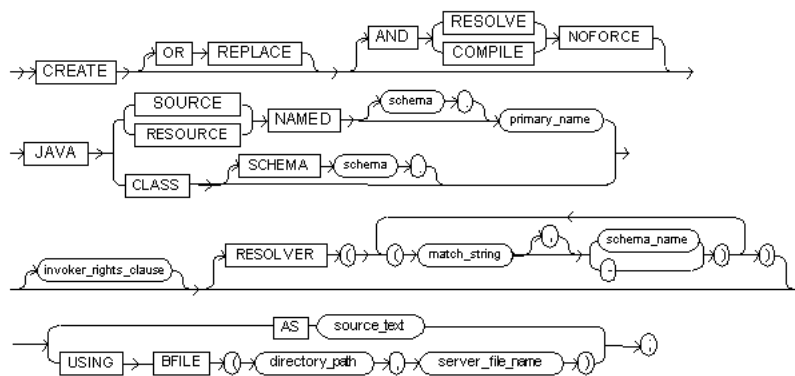 CREATE OR REPLACE AND RESOLVE COMPILE NOFORCE
JAVA SOURCE RESOURCE NAMED schema . primary_name
CLASS SCHEMA schema .
invoker_rights_clause RESOLVER ( ( match_string , schema_name - ) )
AS source_text
USING BFILE ( directory_path , server_file_name ) ;